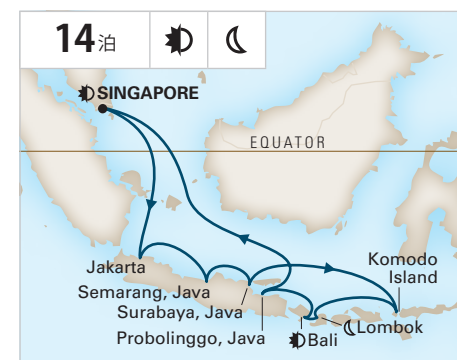 14泊
SINGAPORE
EQUATOR
Jakarta
Semarang, Java
Surabaya, Java
Probolinggo, Java
Komodo
Island
Lombok
Bali